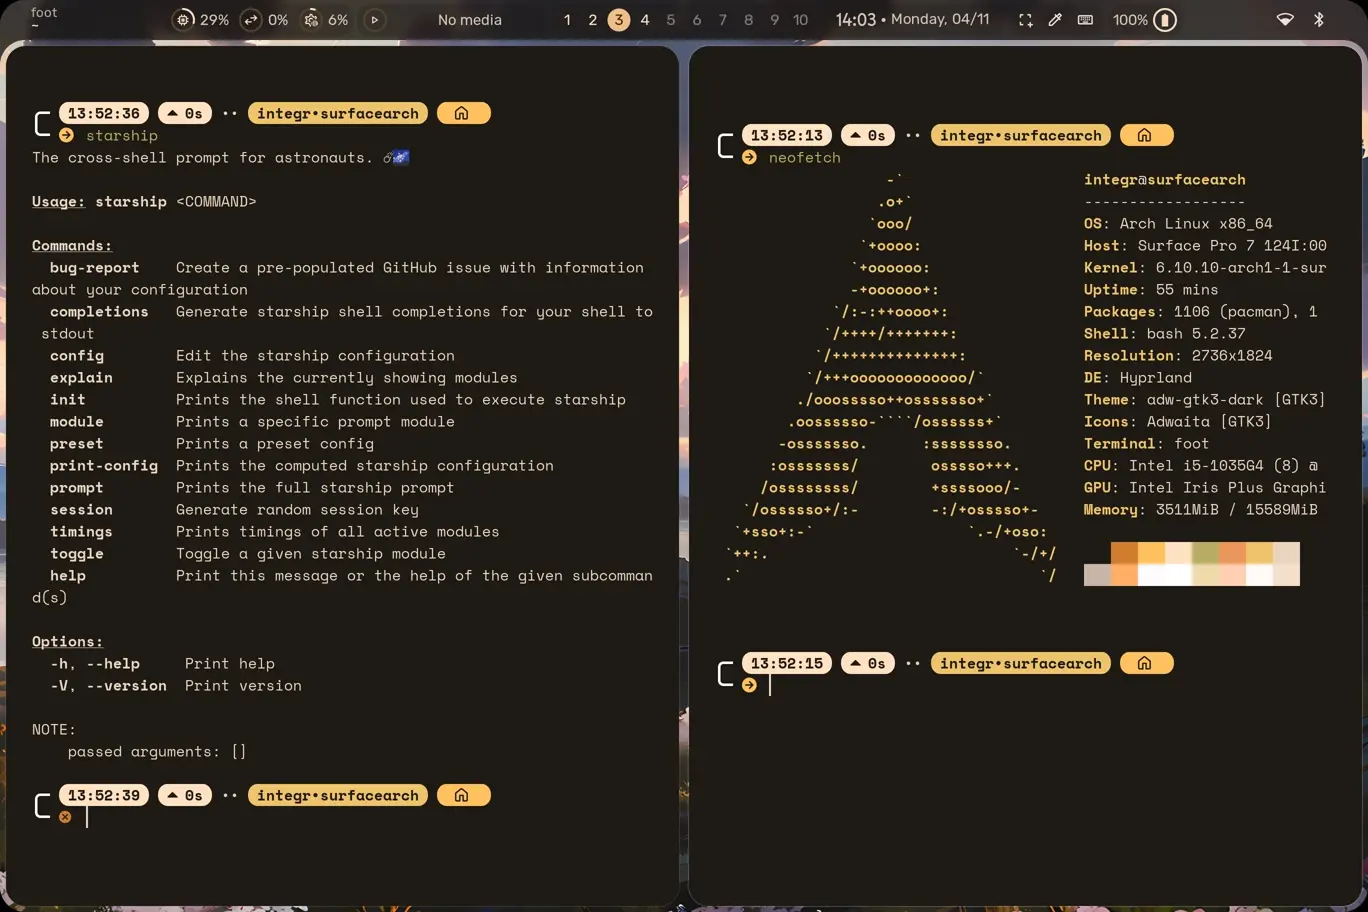 foot
~
29% 0% 6%
No media
1 2 3 4 5 6 7 8 9 10
14:03 • Monday, 04/11
100%
13:52:36 0s ·· integr•surfacearch
starship
The cross-shell prompt for astronauts. ☄🌌
Usage: starship <COMMAND>
Commands:
bug-report Create a pre-populated GitHub issue with information
about your configuration
completions Generate starship shell completions for your shell to
stdout
config Edit the starship configuration
explain Explains the currently showing modules
init Prints the shell function used to execute starship
module Prints a specific prompt module
preset Prints a preset config
print-config Prints the computed starship configuration
prompt Prints the full starship prompt
session Generate random session key
timings Prints timings of all active modules
toggle Toggle a given starship module
help Print this message or the help of the given subcomman
d(s)
Options:
-h, --help Print help
-V, --version Print version
NOTE:
passed arguments: []
13:52:39 0s ·· integr•surfacearch
13:52:13 0s ·· integr•surfacearch
neofetch
-`
.o+`
`ooo/
`+oooo:
`+oooooo:
-+oooooo+:
`/:-:++oooo+:
`/++++/+++++++:
`/++++++++++++++:
`/+++ooooooooooooo/`
./ooosssso++osssssso+`
.oossssso-````/ossssss+`
-osssssso. :ssssssso.
:osssssss/ osssso+++.
/ossssssss/ +ssssooo/-
`/ossssso+/:- -:/+osssso+-
`+sso+:-` `.-/+oso:
`++:. `-/+/
.` `/
integr@surfacearch
------------------
OS: Arch Linux x86_64
Host: Surface Pro 7 124I:00
Kernel: 6.10.10-arch1-1-sur
Uptime: 55 mins
Packages: 1106 (pacman), 1
Shell: bash 5.2.37
Resolution: 2736x1824
DE: Hyprland
Theme: adw-gtk3-dark [GTK3]
Icons: Adwaita [GTK3]
Terminal: foot
CPU: Intel i5-1035G4 (8) @
GPU: Intel Iris Plus Graphi
Memory: 3511MiB / 15589MiB
13:52:15 0s ·· integr•surfacearch